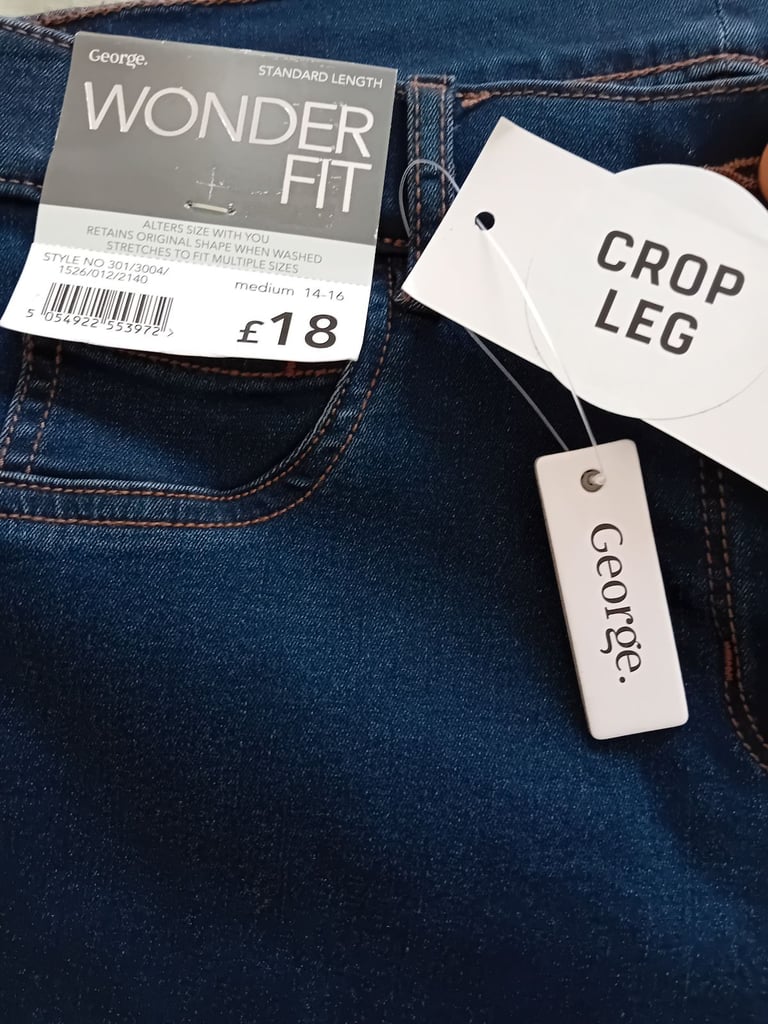 George.
STANDARD LENGTH
WONDER
FIT
ALTERS SIZE WITH YOU
RETAINS ORIGINAL SHAPE WHEN WASHED
STRETCHES TO FIT MULTIPLE SIZES
STYLE NO 301/3004/
1526/012/2140
medium 14-16
5 054922 553972 >
£18
CROP
LEG
George.